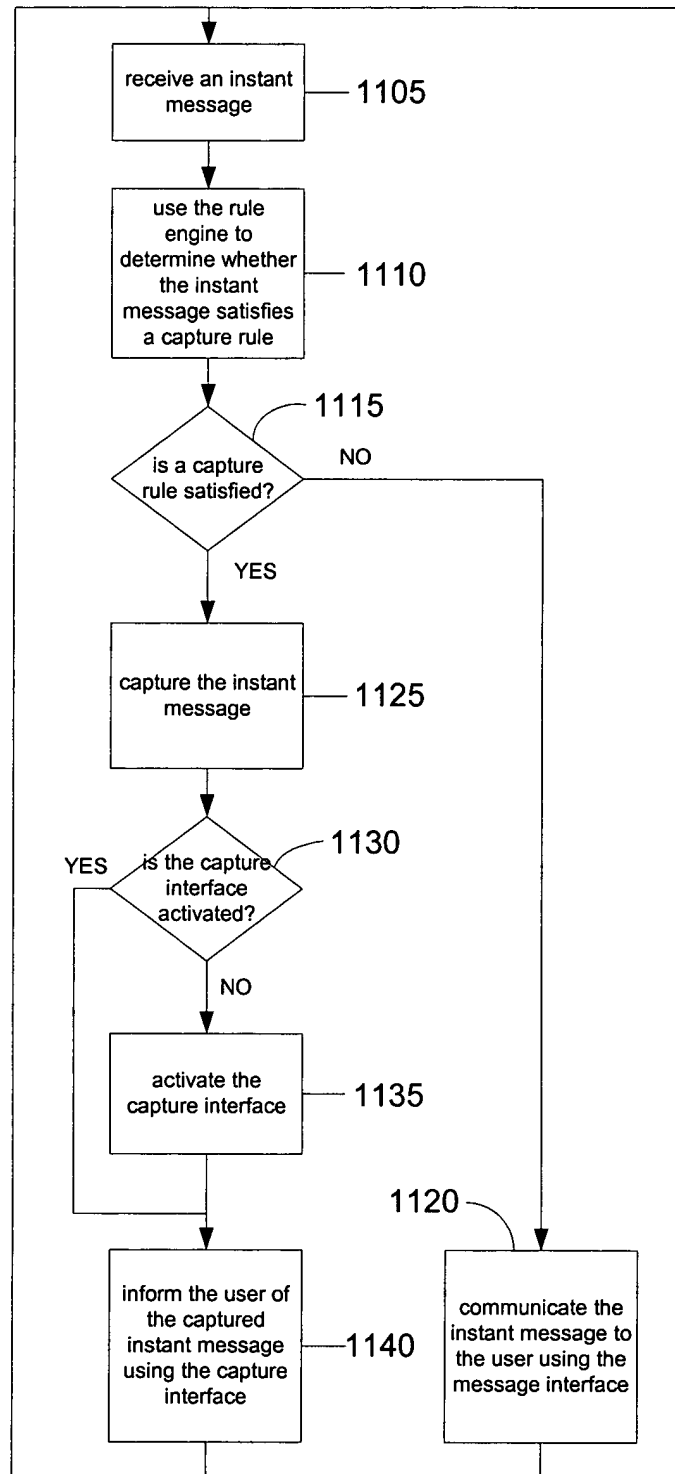 receive an instant
message
1105
use the rule
engine to
determine whether
the instant
message satisfies
a capture rule
1110
1115
is a capture
rule satisfied?
NO
YES
capture the instant
message
1125
1130
YES
is the capture
interface
activated?
NO
activate the
capture interface
1135
1120
inform the user of
the captured
instant message
using the capture
interface
1140
communicate the
instant message to
the user using the
message interface